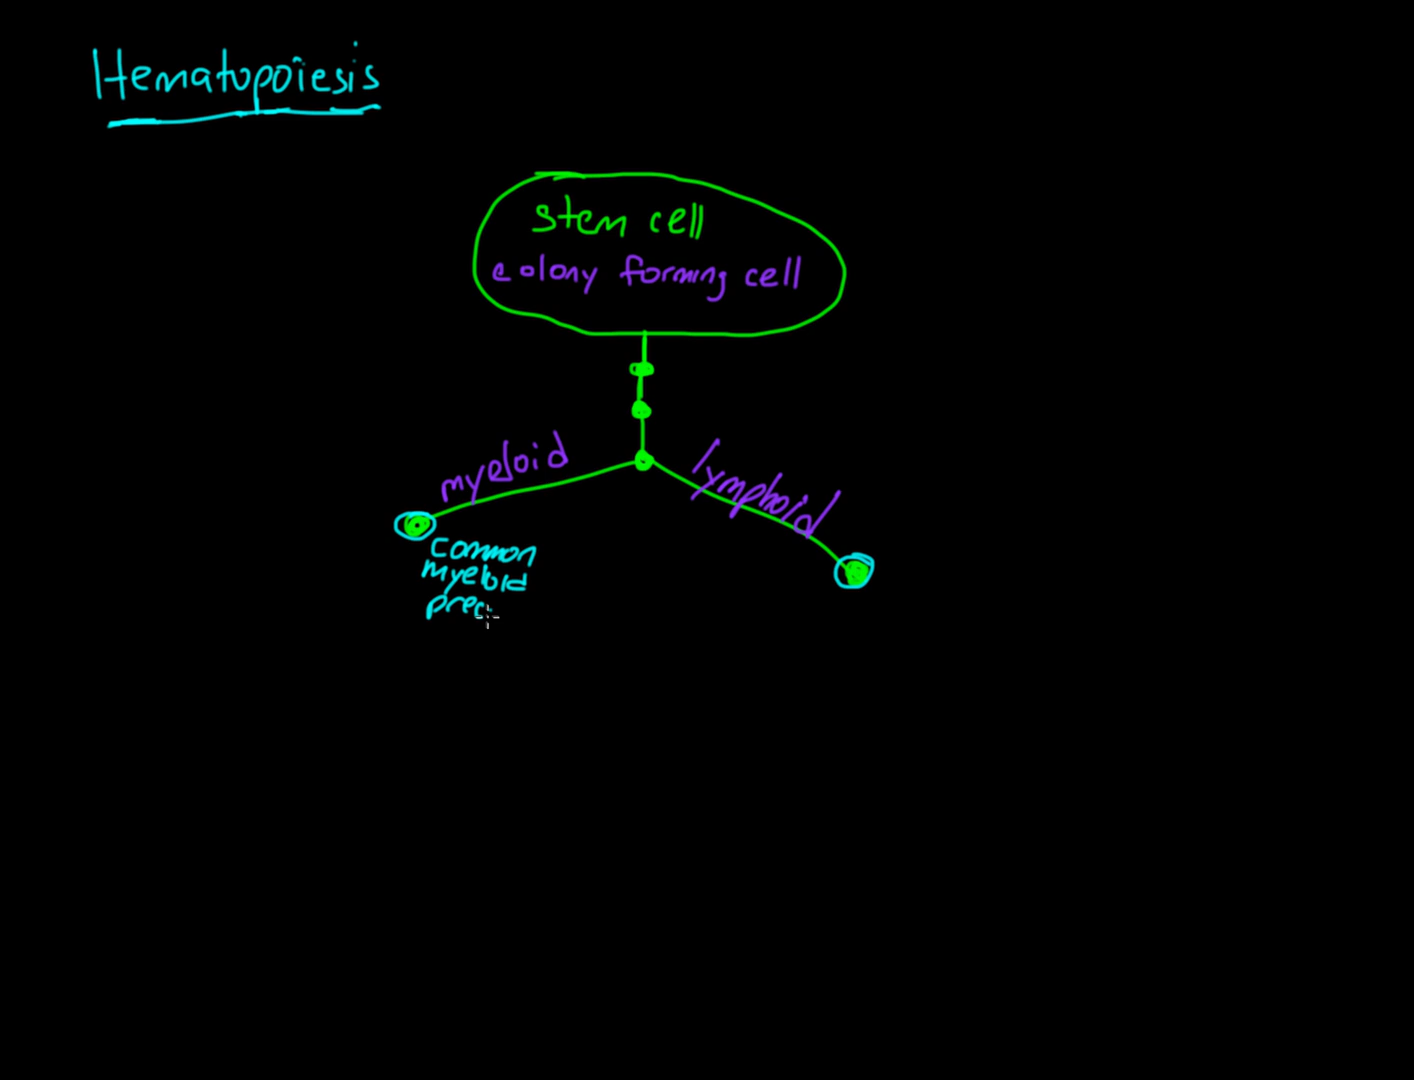 Hematopoiesis
stem cell
colony forming cell
myeloid
lymphoid
common
myeloid
prec